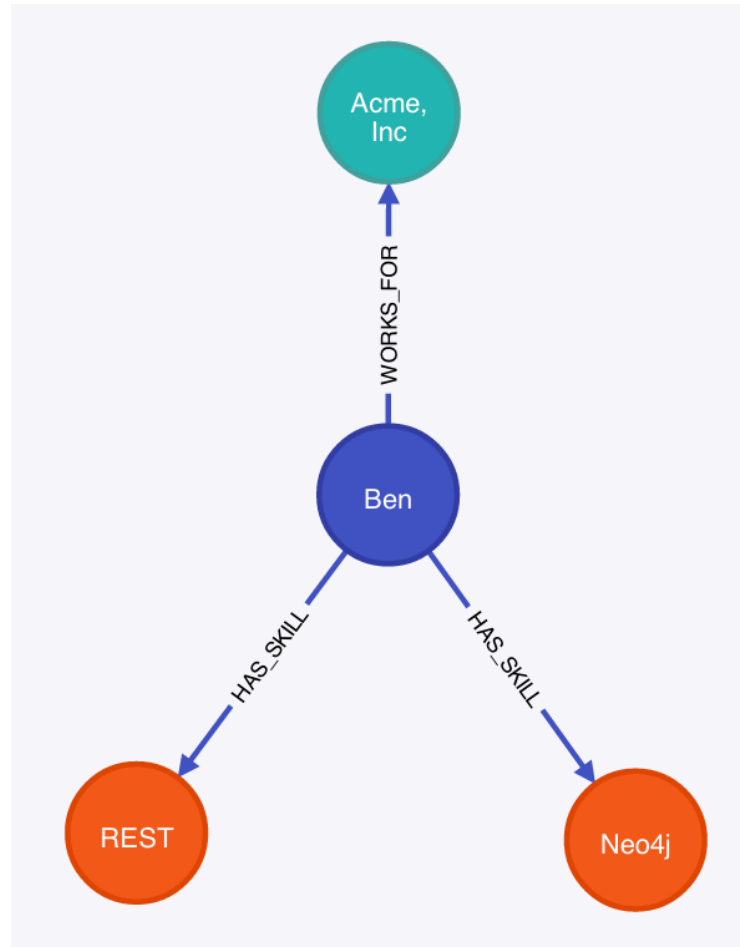 Acme,
Inc
WORKS_FOR
Ben
HAS_SKILL
HAS_SKILL
REST
Neo4j